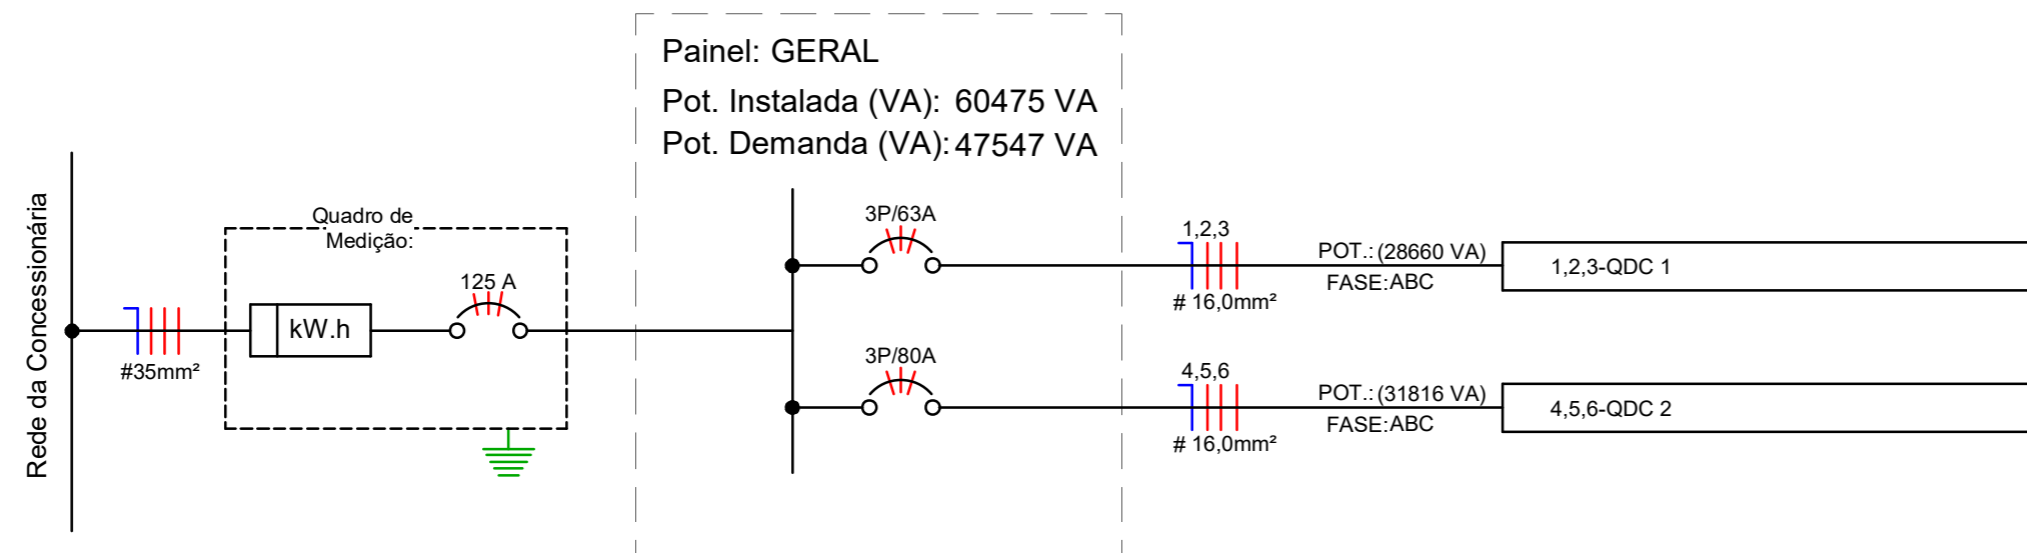 Painel: GERAL
Pot. Instalada (VA): 60475 VA
Pot. Demanda (VA): 47547 VA
Rede da Concessionária
#35mm²
Quadro de
Medição:
kW.h
125 A
3P/63A
1,2,3
# 16,0mm²
POT.: (28660 VA)
FASE:ABC
1,2,3-QDC 1
3P/80A
4,5,6
# 16,0mm²
POT.: (31816 VA)
FASE:ABC
4,5,6-QDC 2